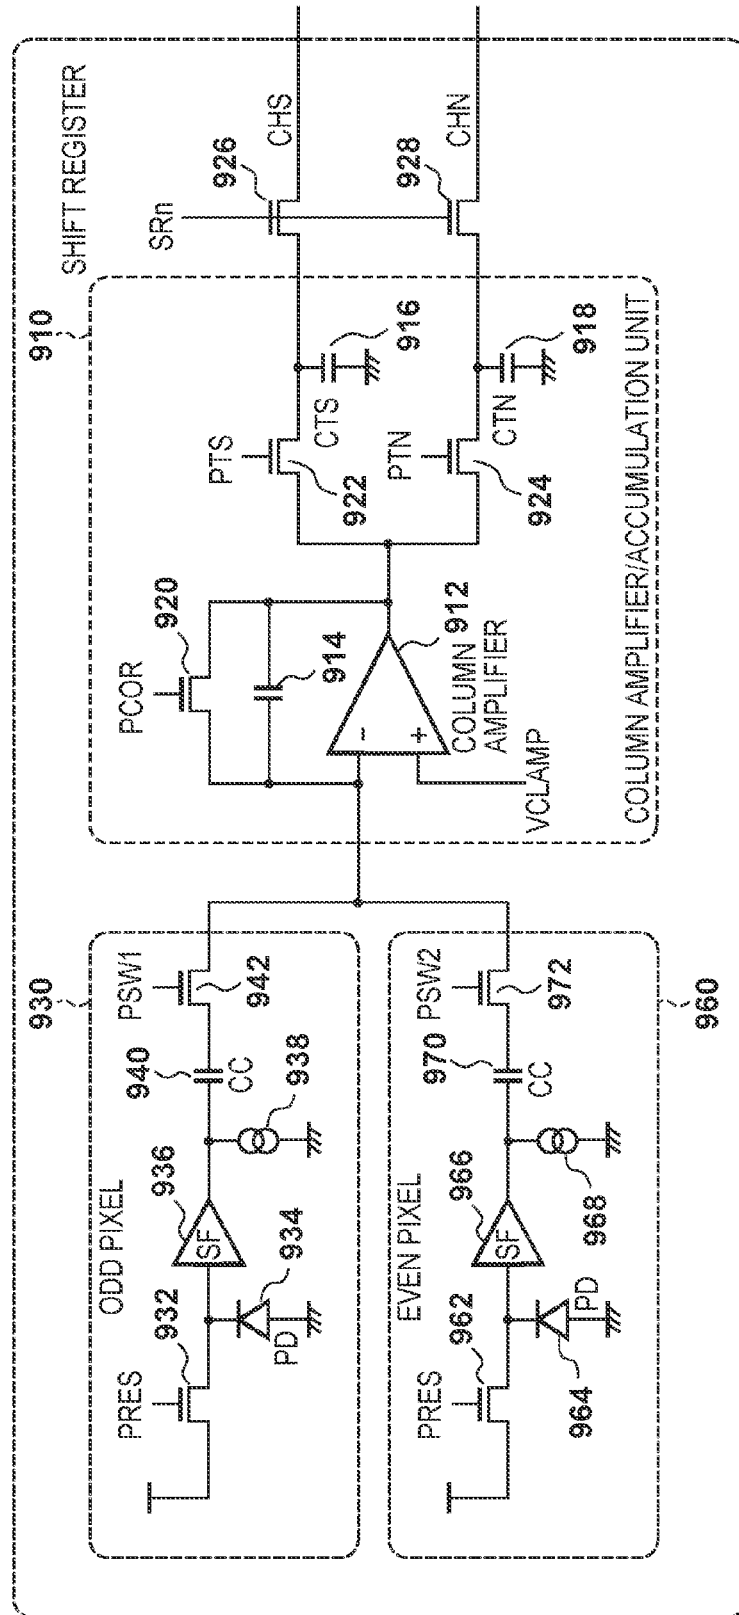 SHIFT REGISTER
910
SRn
926
CHS
928
CHN
PTS
922
CTS
916
PTN
924
CTN
918
PCOR
920
914
912
COLUMN
AMPLIFIER
VCLAMP
COLUMN AMPLIFIER/ACCUMULATION UNIT
930
ODD PIXEL
PRES
932
PD
934
SF
936
938
940
CC
PSW1
942
960
EVEN PIXEL
PRES
962
PD
964
SF
966
968
970
CC
PSW2
972
-
+